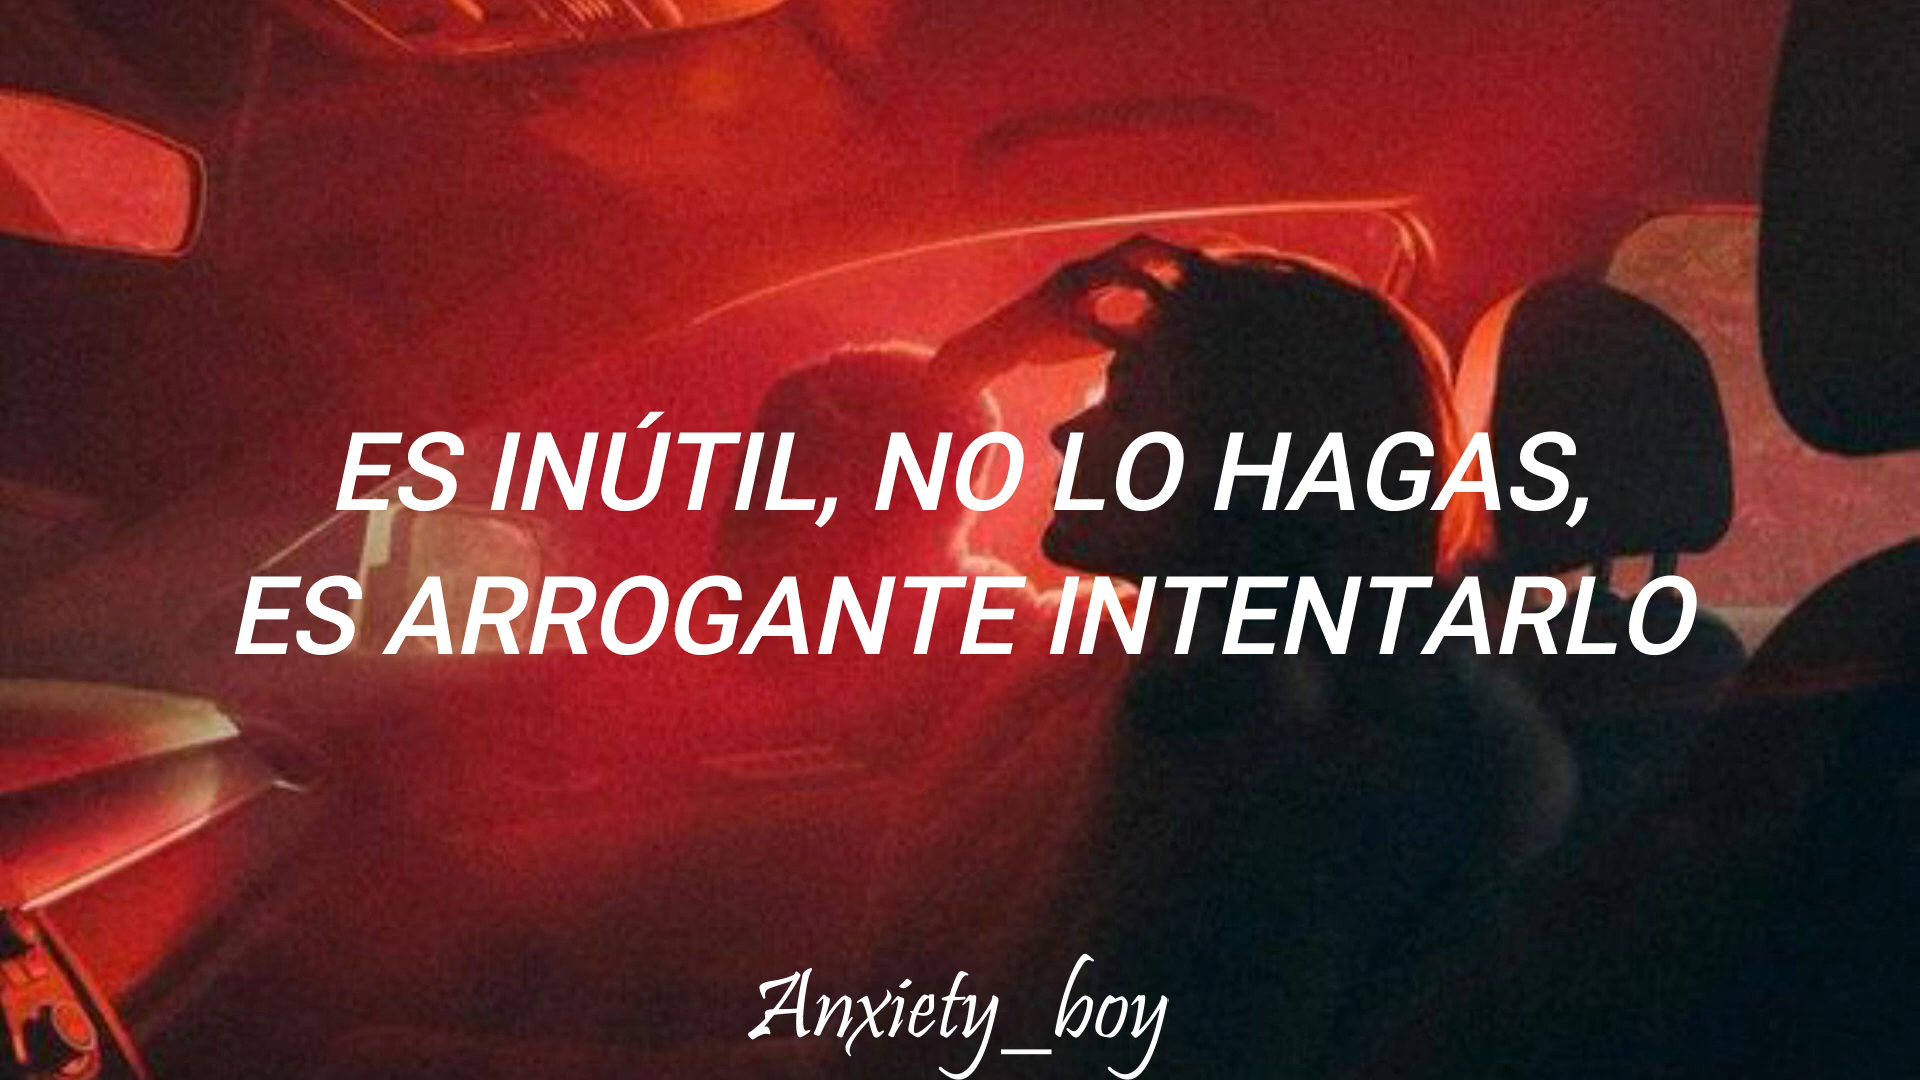 ES INÚTIL, NO LO HAGAS,
ES ARROGANTE INTENTARLO
Anxiety_boy